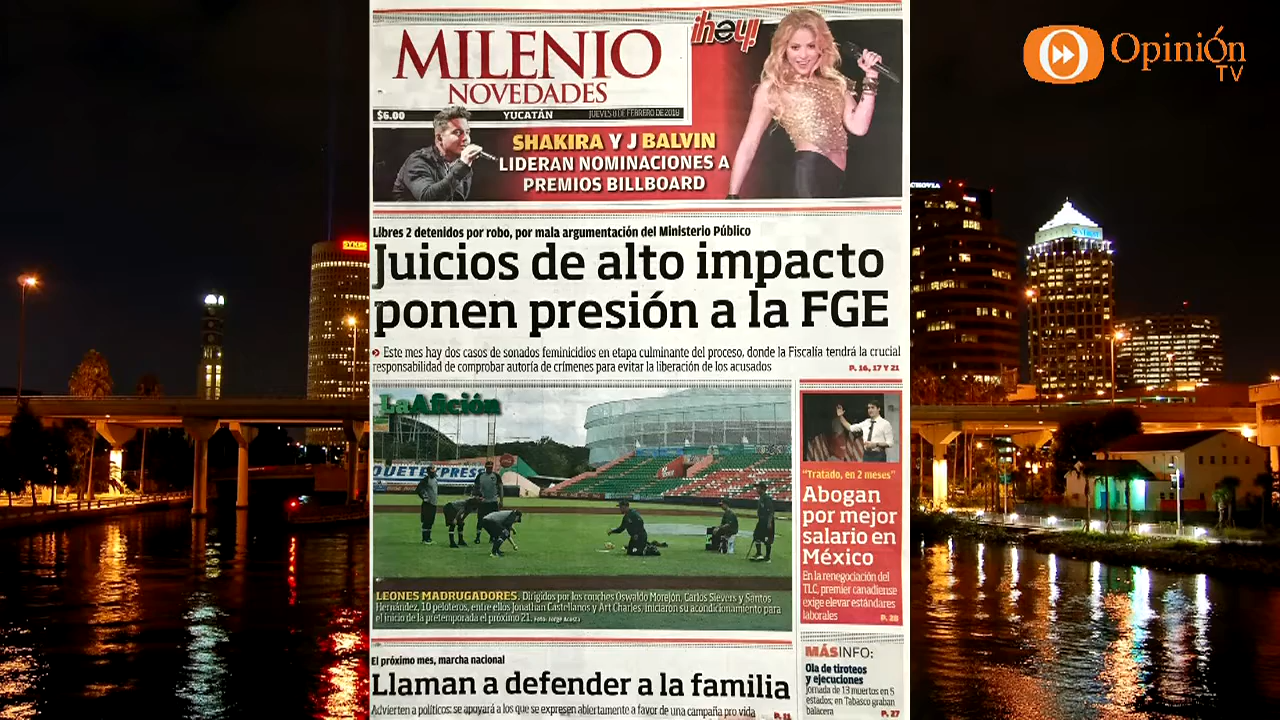 ¡hey!
MILENIO
NOVEDADES
$6.00 YUCATÁN JUEVES 8 DE FEBRERO DE 2018
SHAKIRA Y J BALVIN
LIDERAN NOMINACIONES A
PREMIOS BILLBOARD
Opinión
TV
Libres 2 detenidos por robo, por mala argumentación del Ministerio Público
Juicios de alto impacto
ponen presión a la FGE
Este mes hay dos casos de sonados feminicidios en etapa culminante del proceso, donde la Fiscalía tendrá la crucial
responsabilidad de comprobar autoría de crímenes para evitar la liberación de los acusados P. 16, 17 Y 21
SYKES
LaAfición
QUETEXPRESS
LEONES MADRUGADORES. Dirigidos por los couches Oswaldo Morejón, Carlos Sievers y Santos
Hernández, 10 peloteros, entre ellos Jonathan Castellanos y Art Charles, iniciaron su acondicionamiento para
el inicio de la pretemporada el próximo 21. Foto: Jorge Acosta
"Tratado, en 2 meses"
Abogan
por mejor
salario en
México
En la renegociación del
TLC, premier canadiense
exige elevar estándares
laborales P. 28
El próximo mes, marcha nacional
Llaman a defender a la familia
Advierten a políticos: se apoyará a los que se expresen abiertamente a favor de una campaña pro vida P. 11
MÁSINFO:
Ola de tiroteos
y ejecuciones
Jornada de 13 muertos en 5
estados; en Tabasco graban
balacera P. 27